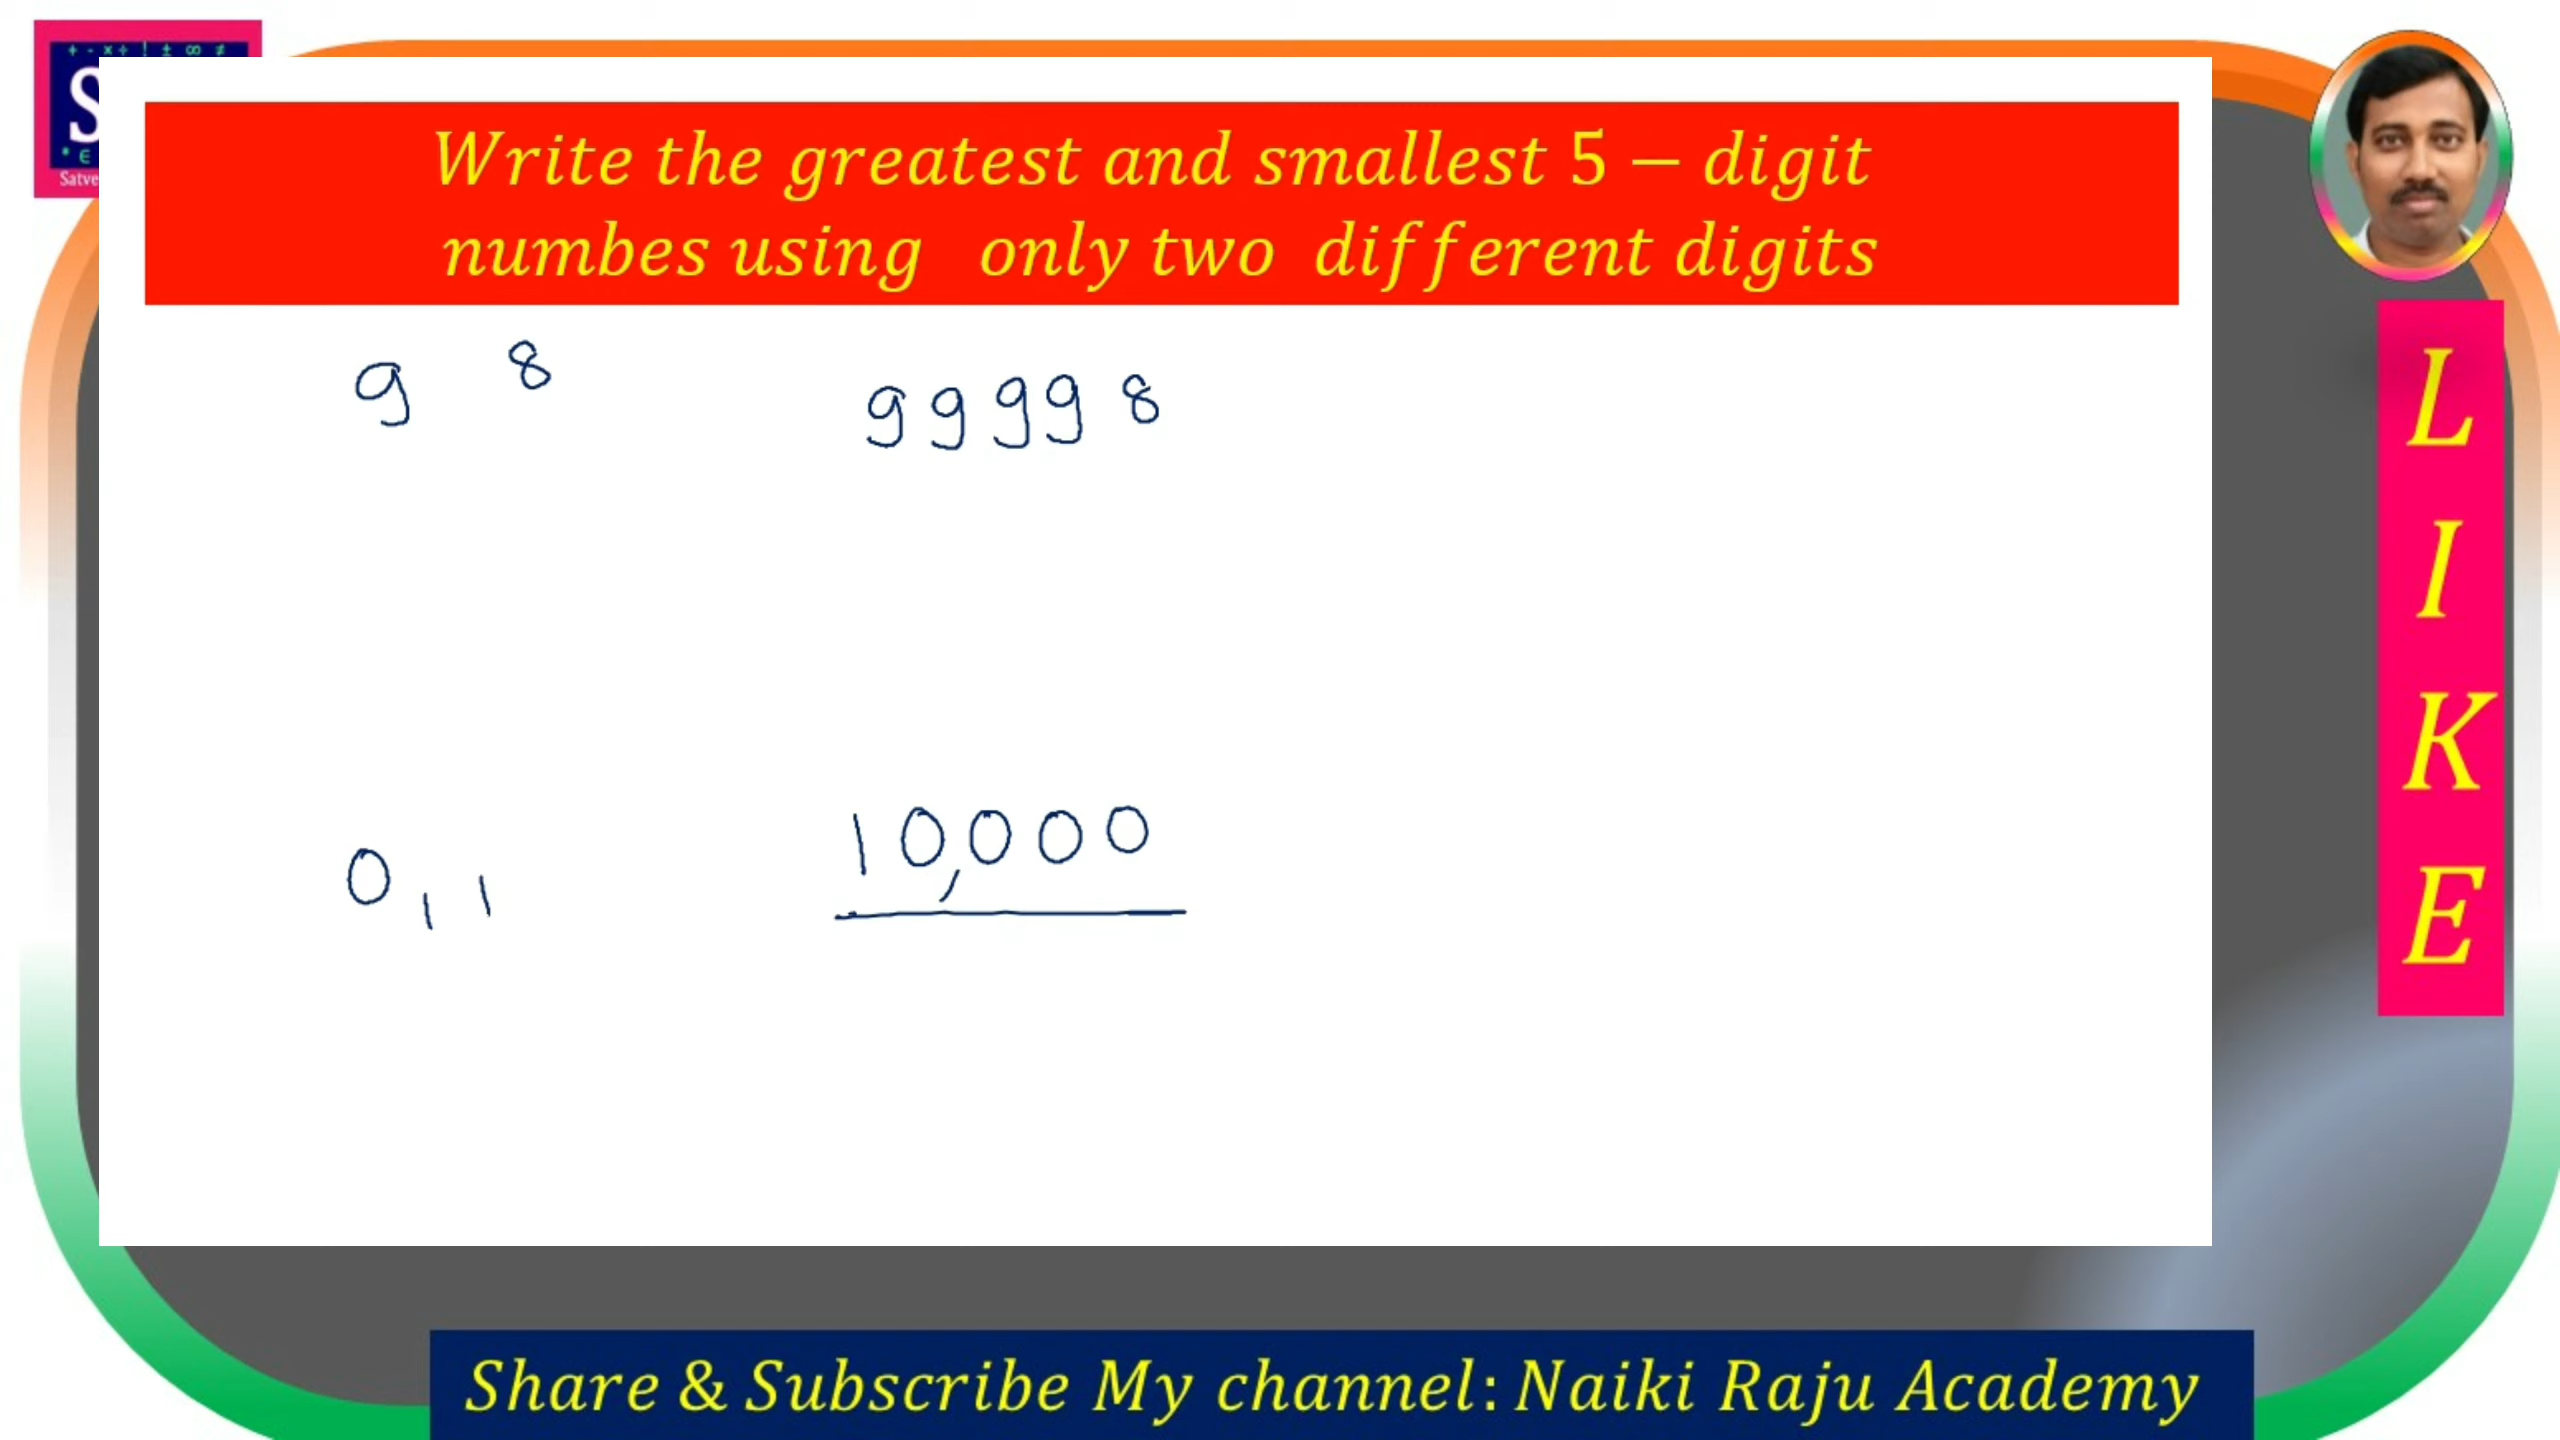 + - × ÷ ! ± ∞ ≠
S
* ∈
Satve
Write the greatest and smallest 5 − digit
numbes using only two different digits
9 8 99998
0, 1 10,000
L
I
K
E
Share & Subscribe My channel: Naiki Raju Academy